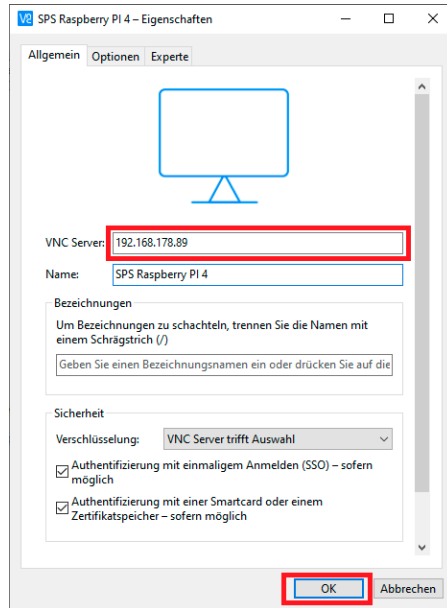 SPS Raspberry PI 4 – Eigenschaften
Allgemein Optionen Experte
VNC Server: 192.168.178.89
Name: SPS Raspberry PI 4
Bezeichnungen
Um Bezeichnungen zu schachteln, trennen Sie die Namen mit
einem Schrägstrich (/)
Geben Sie einen Bezeichnungsnamen ein oder drücken Sie auf die
Sicherheit
Verschlüsselung: VNC Server trifft Auswahl
Authentifizierung mit einmaligem Anmelden (SSO) – sofern
möglich
Authentifizierung mit einer Smartcard oder einem
Zertifikatspeicher – sofern möglich
OK Abbrechen